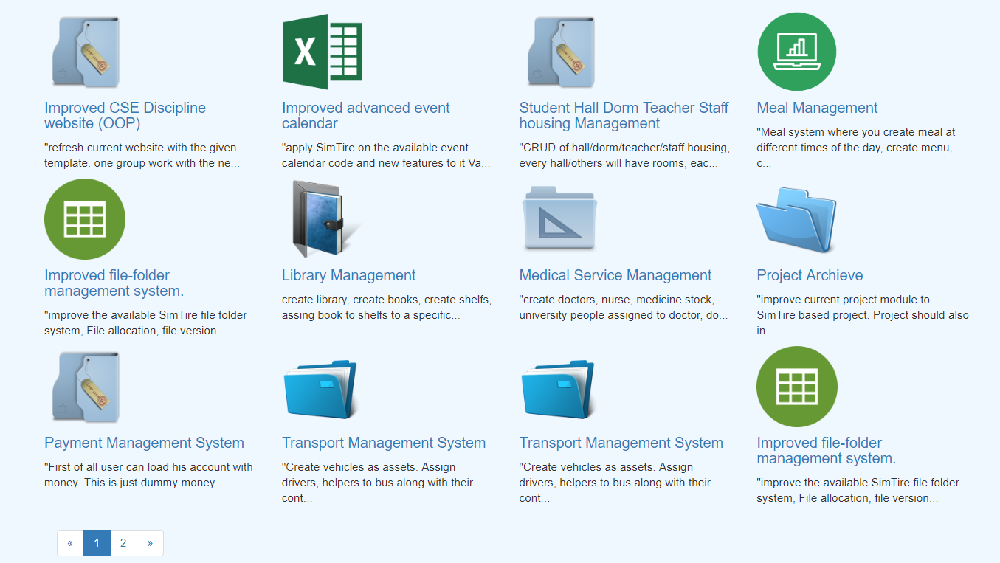 X
Improved CSE Discipline
website (OOP)
"refresh current website with the given
template. one group work with the ne...
Improved advanced event
calendar
"apply SimTire on the available event
calendar code and new features to it Va...
Student Hall Dorm Teacher Staff
housing Management
"CRUD of hall/dorm/teacher/staff housing,
every hall/others will have rooms, eac...
Meal Management
"Meal system where you create meal at
different times of the day, create menu,
c...
Improved file-folder
management system.
"improve the available SimTire file folder
system, File allocation, file version...
Library Management
create library, create books, create shelfs,
assing book to shelfs to a specific...
Medical Service Management
"create doctors, nurse, medicine stock,
university people assigned to doctor, do...
Project Archieve
"improve current project module to
SimTire based project. Project should also
in...
Payment Management System
"First of all user can load his account with
money. This is just dummy money ...
Transport Management System
"Create vehicles as assets. Assign
drivers, helpers to bus along with their
cont...
Transport Management System
"Create vehicles as assets. Assign
drivers, helpers to bus along with their
cont...
Improved file-folder
management system.
"improve the available SimTire file folder
system, File allocation, file version...
« 1 2 »